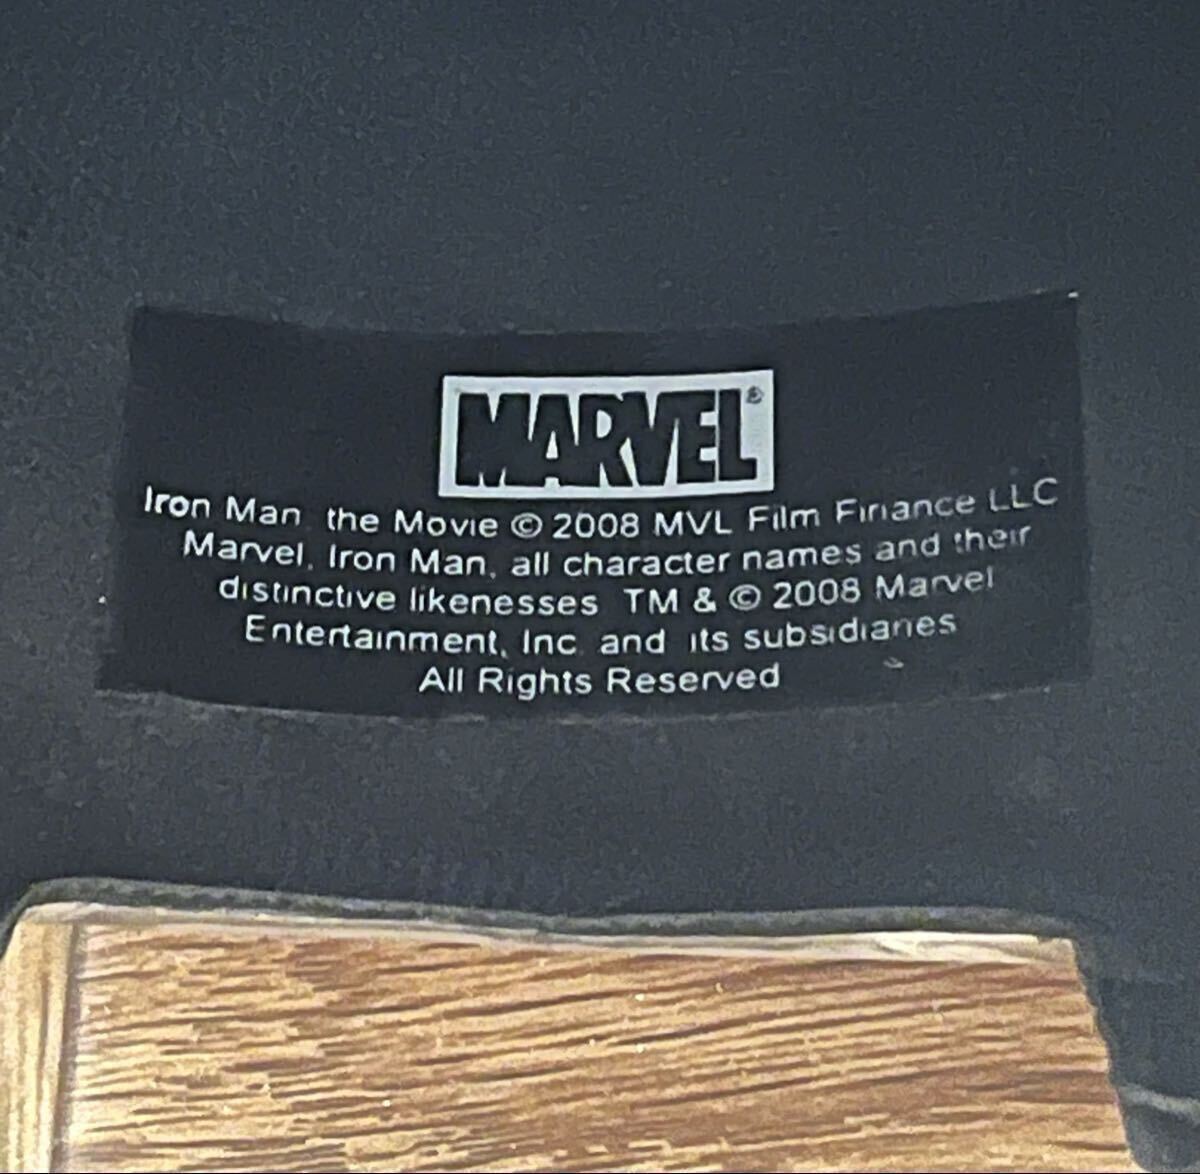 MARVEL®
Iron Man, the Movie © 2008 MVL Film Finance LLC
Marvel, Iron Man, all character names and their
distinctive likenesses TM & © 2008 Marvel
Entertainment, Inc. and its subsidiaries
All Rights Reserved